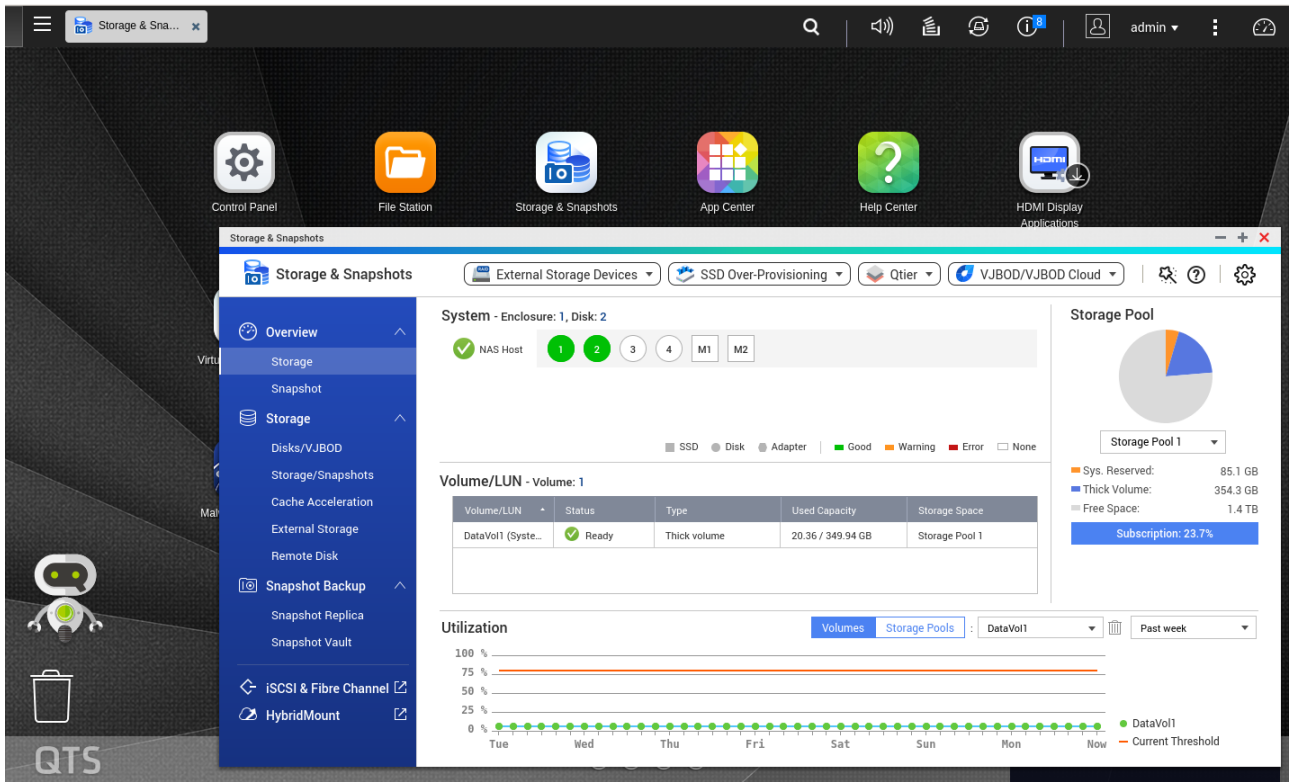 Storage & Sna... ×
8
admin
Control Panel
File Station
Storage & Snapshots
App Center
Help Center
HDMI
HDMI Display
Applications
Storage & Snapshots
Storage & Snapshots
External Storage Devices
SSD Over-Provisioning
Qtier
VJBOD/VJBOD Cloud
Overview
Storage
Snapshot
Storage
Disks/VJBOD
Storage/Snapshots
Cache Acceleration
External Storage
Remote Disk
Snapshot Backup
Snapshot Replica
Snapshot Vault
iSCSI & Fibre Channel
HybridMount
System - Enclosure: 1, Disk: 2
NAS Host 1 2 3 4 M1 M2
SSD Disk Adapter Good Warning Error None
Volume/LUN - Volume: 1
Volume/LUN Status Type Used Capacity Storage Space
DataVol1 (Syste... Ready Thick volume 20.36 / 349.94 GB Storage Pool 1
Storage Pool
Storage Pool 1
Sys. Reserved: 85.1 GB
Thick Volume: 354.3 GB
Free Space: 1.4 TB
Subscription: 23.7%
Utilization
Volumes Storage Pools : DataVol1 Past week
100 %
75 %
50 %
25 %
0 %
Tue Wed Thu Fri Sat Sun Mon Now
DataVol1
Current Threshold
Virtu
Mal
QTS